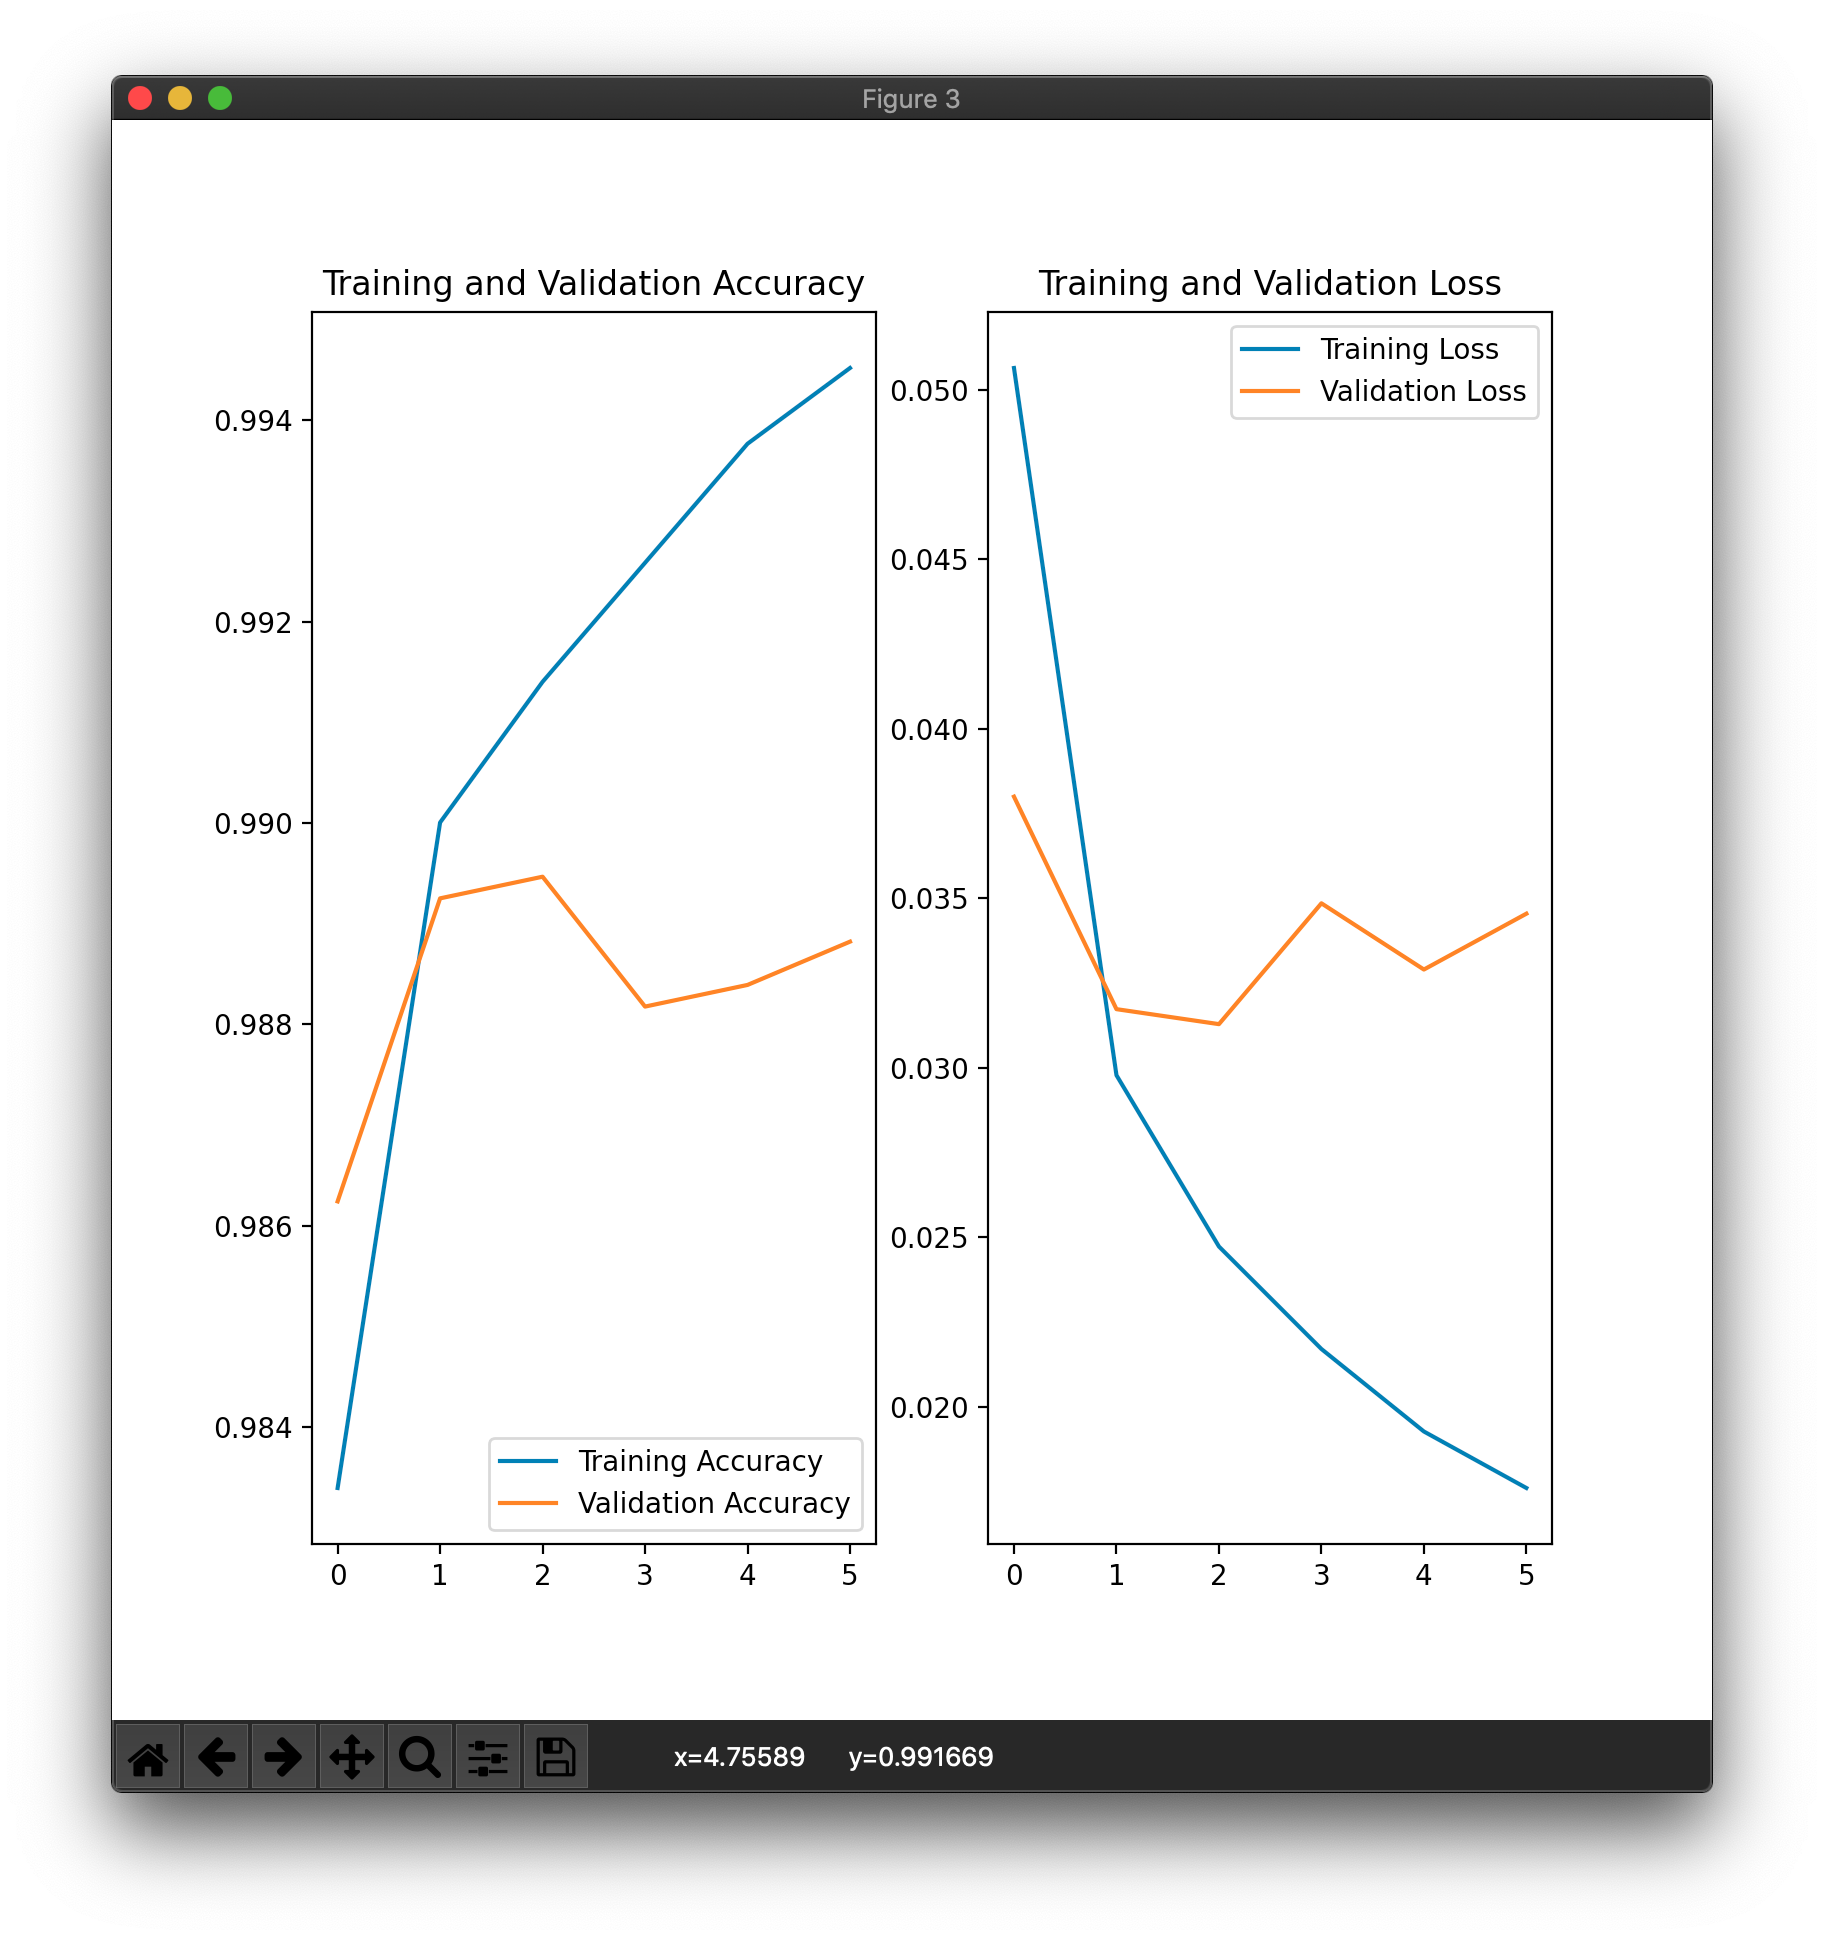 Figure 3
Training and Validation Accuracy
0.994
0.992
0.990
0.988
0.986
0.984
Training Accuracy
Validation Accuracy
0 1 2 3 4 5
Training and Validation Loss
Training Loss
Validation Loss
0.050
0.045
0.040
0.035
0.030
0.025
0.020
0 1 2 3 4 5
x=4.75589 y=0.991669